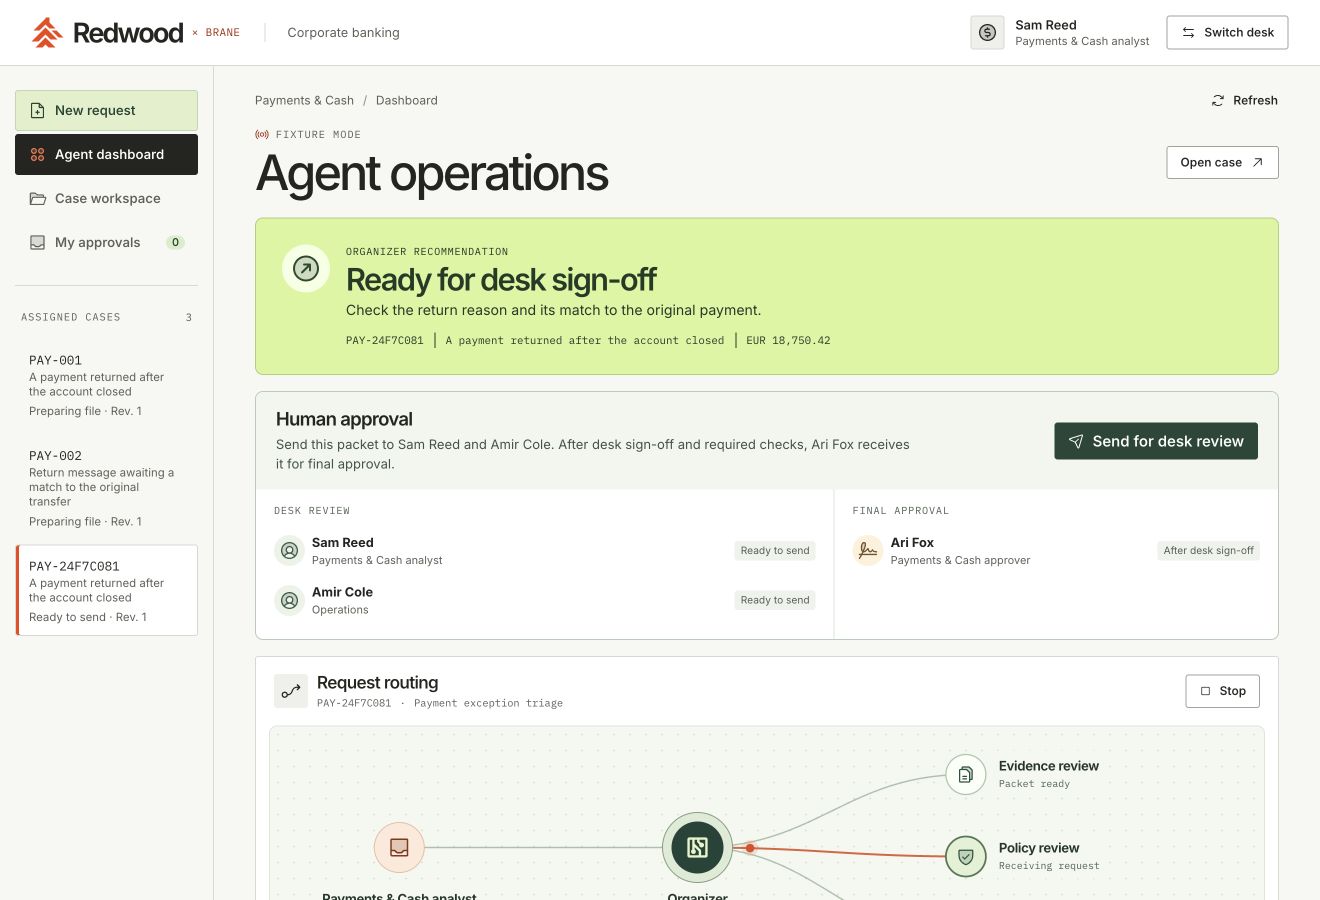 Redwood × BRANE
Corporate banking
Sam Reed
Payments & Cash analyst
Switch desk
New request
Agent dashboard
Case workspace
My approvals 0
ASSIGNED CASES 3
PAY-001
A payment returned after
the account closed
Preparing file · Rev. 1
PAY-002
Return message awaiting a
match to the original
transfer
Preparing file · Rev. 1
PAY-24F7C081
A payment returned after
the account closed
Ready to send · Rev. 1
Payments & Cash / Dashboard
Refresh
FIXTURE MODE
Agent operations
Open case
ORGANIZER RECOMMENDATION
Ready for desk sign-off
Check the return reason and its match to the original payment.
PAY-24F7C081 | A payment returned after the account closed | EUR 18,750.42
Human approval
Send this packet to Sam Reed and Amir Cole. After desk sign-off and required checks, Ari Fox receives
it for final approval.
Send for desk review
DESK REVIEW
Sam Reed
Payments & Cash analyst
Ready to send
Amir Cole
Operations
Ready to send
FINAL APPROVAL
Ari Fox
Payments & Cash approver
After desk sign-off
Request routing
PAY-24F7C081 · Payment exception triage
Stop
Evidence review
Packet ready
Policy review
Receiving request
Payments & Cash analyst
Organizer